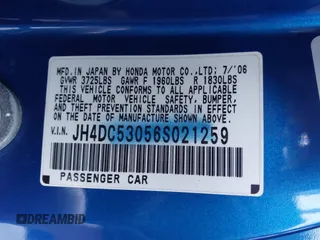 MFD. IN JAPAN BY HONDA MOTOR CO.,LTD: 7/'06
GVWR 3725LBS GAWR F 1960LBS R 1830LBS
THIS VEHICLE CONFORMS TO ALL APPLICABLE
FEDERAL MOTOR VEHICLE SAFETY, BUMPER,
AND THEFT PREVENTION STANDARDS IN EFFECT
ON THE DATE OF MANUFACTURE SHOWN ABOVE.
V.I.N. JH4DC53056S021259
PASSENGER CAR
DREAMBID